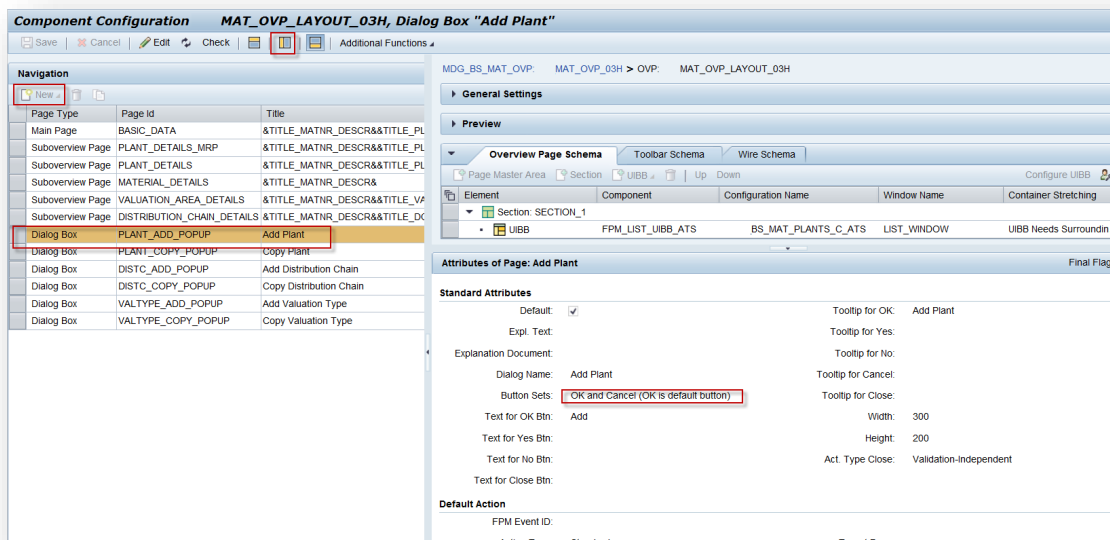 Component Configuration MAT_OVP_LAYOUT_03H, Dialog Box "Add Plant"
Save Cancel Edit Check Additional Functions
Navigation
New
Page Type Page Id Title
Main Page BASIC_DATA &TITLE_MATNR_DESCR&&TITLE_PL
Suboverview Page PLANT_DETAILS_MRP &TITLE_MATNR_DESCR&&TITLE_PL
Suboverview Page PLANT_DETAILS &TITLE_MATNR_DESCR&&TITLE_PL
Suboverview Page MATERIAL_DETAILS &TITLE_MATNR_DESCR&
Suboverview Page VALUATION_AREA_DETAILS &TITLE_MATNR_DESCR&&TITLE_VA
Suboverview Page DISTRIBUTION_CHAIN_DETAILS &TITLE_MATNR_DESCR&&TITLE_DC
Dialog Box PLANT_ADD_POPUP Add Plant
Dialog Box PLANT_COPY_POPUP Copy Plant
Dialog Box DISTC_ADD_POPUP Add Distribution Chain
Dialog Box DISTC_COPY_POPUP Copy Distribution Chain
Dialog Box VALTYPE_ADD_POPUP Add Valuation Type
Dialog Box VALTYPE_COPY_POPUP Copy Valuation Type
MDG_BS_MAT_OVP: MAT_OVP_03H > OVP: MAT_OVP_LAYOUT_03H
General Settings
Preview
Overview Page Schema Toolbar Schema Wire Schema
Page Master Area Section UIBB Up Down Configure UIBB
Element Component Configuration Name Window Name Container Stretching
Section: SECTION_1
UIBB FPM_LIST_UIBB_ATS BS_MAT_PLANTS_C_ATS LIST_WINDOW UIBB Needs Surroundin
Attributes of Page: Add Plant Final Flag
Standard Attributes
Default: Tooltip for OK: Add Plant
Expl. Text: Tooltip for Yes:
Explanation Document: Tooltip for No:
Dialog Name: Add Plant Tooltip for Cancel:
Button Sets: OK and Cancel (OK is default button) Tooltip for Close:
Text for OK Btn: Add Width: 300
Text for Yes Btn: Height: 200
Text for No Btn: Act. Type Close: Validation-Independent
Text for Close Btn:
Default Action
FPM Event ID: